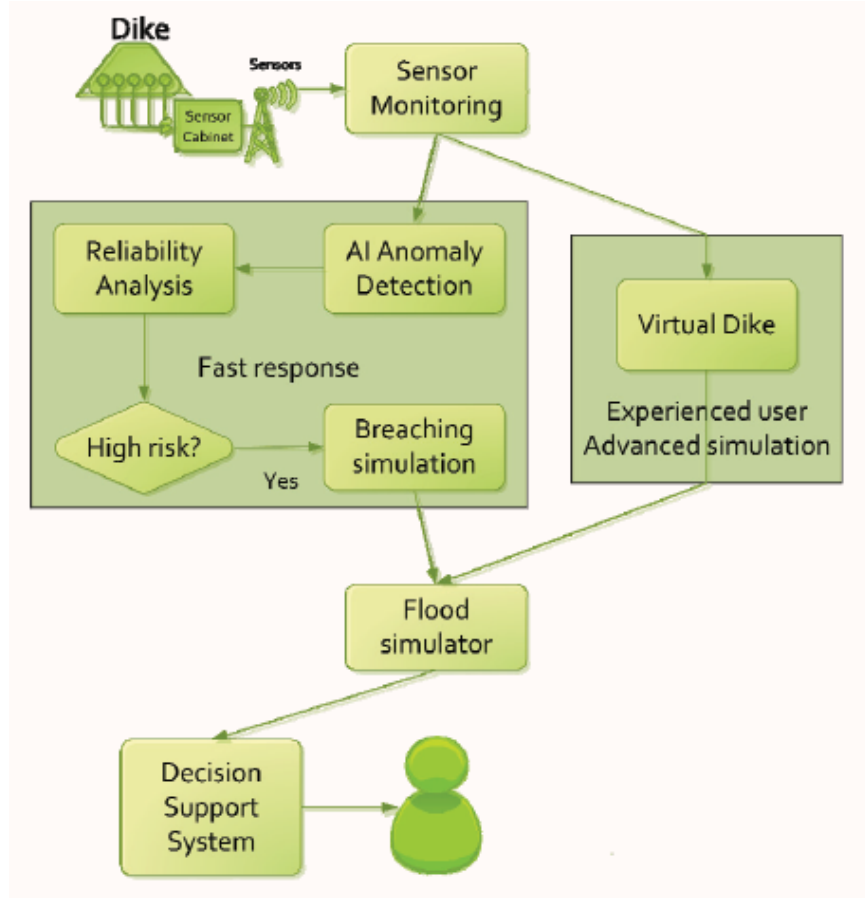 Dike
Sensors
Sensor
Cabinet
Sensor
Monitoring
Reliability
Analysis
AI Anomaly
Detection
Virtual Dike
Fast response
Experienced user
Advanced simulation
High risk?
Yes
Breaching
simulation
Flood
simulator
Decision
Support
System